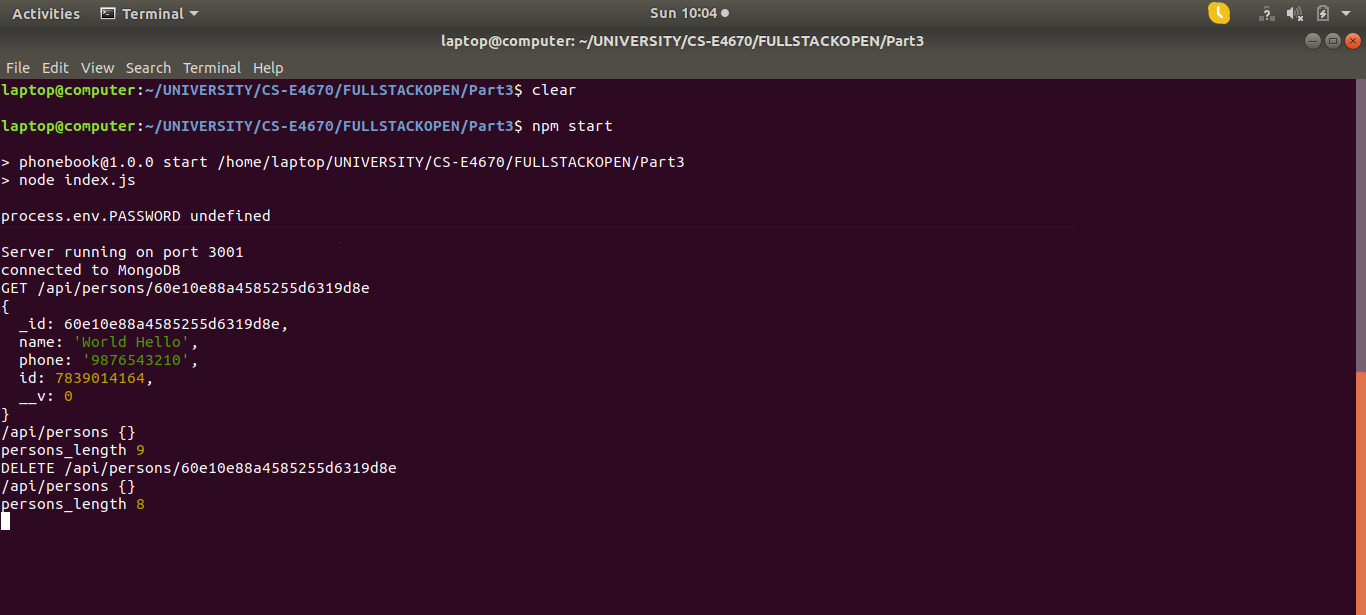 Activities Terminal Sun 10:04
laptop@computer: ~/UNIVERSITY/CS-E4670/FULLSTACKOPEN/Part3
File Edit View Search Terminal Help
laptop@computer:~/UNIVERSITY/CS-E4670/FULLSTACKOPEN/Part3$ clear
laptop@computer:~/UNIVERSITY/CS-E4670/FULLSTACKOPEN/Part3$ npm start
> phonebook@1.0.0 start /home/laptop/UNIVERSITY/CS-E4670/FULLSTACKOPEN/Part3
> node index.js
process.env.PASSWORD undefined
Server running on port 3001
connected to MongoDB
GET /api/persons/60e10e88a4585255d6319d8e
{
  _id: 60e10e88a4585255d6319d8e,
  name: 'World Hello',
  phone: '9876543210',
  id: 7839014164,
  __v: 0
}
/api/persons {}
persons_length 9
DELETE /api/persons/60e10e88a4585255d6319d8e
/api/persons {}
persons_length 8